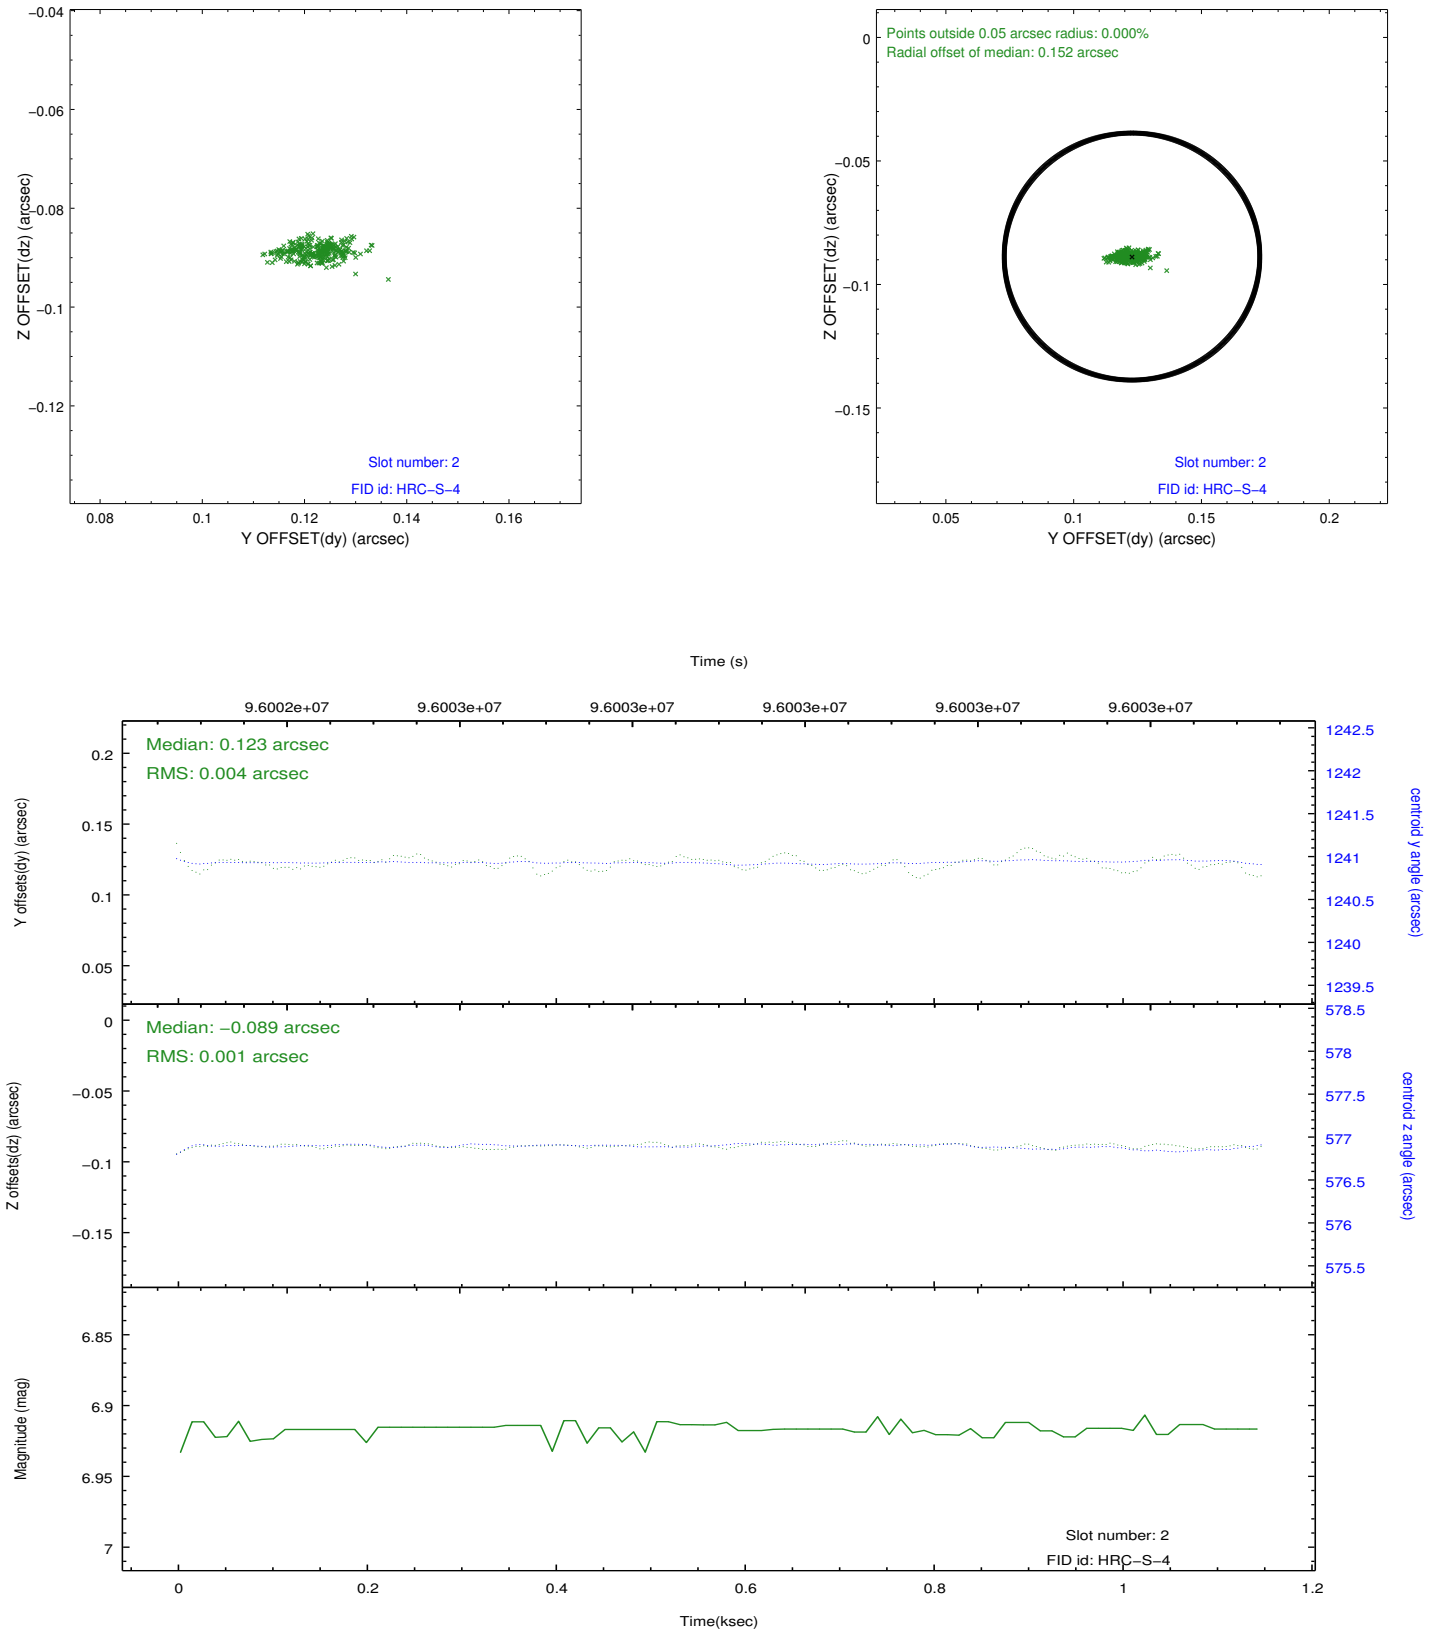 −0.04
−0.06
−0.08
−0.1
−0.12
Z OFFSET(dz) (arcsec)
0.08 0.1 0.12 0.14 0.16
Y OFFSET(dy) (arcsec)
Slot number: 2
FID id: HRC−S−4
Points outside 0.05 arcsec radius: 0.000%
Radial offset of median: 0.152 arcsec
0
−0.05
−0.1
−0.15
Z OFFSET(dz) (arcsec)
Slot number: 2
FID id: HRC−S−4
0.05 0.1 0.15 0.2
Y OFFSET(dy) (arcsec)
Time (s)
9.6002e+07 9.6003e+07 9.6003e+07 9.6003e+07 9.6003e+07 9.6003e+07
Median: 0.123 arcsec
RMS: 0.004 arcsec
0.2
0.15
0.1
0.05
Y offsets(dy) (arcsec)
1242.5
1242
1241.5
1241
1240.5
1240
1239.5
centroid y angle (arcsec)
Median: −0.089 arcsec
RMS: 0.001 arcsec
0
−0.05
−0.1
−0.15
Z offsets(dz) (arcsec)
578.5
578
577.5
577
576.5
576
575.5
centroid z angle (arcsec)
6.85
6.9
6.95
7
Magnitude (mag)
Slot number: 2
FID id: HRC−S−4
0 0.2 0.4 0.6 0.8 1 1.2
Time(ksec)